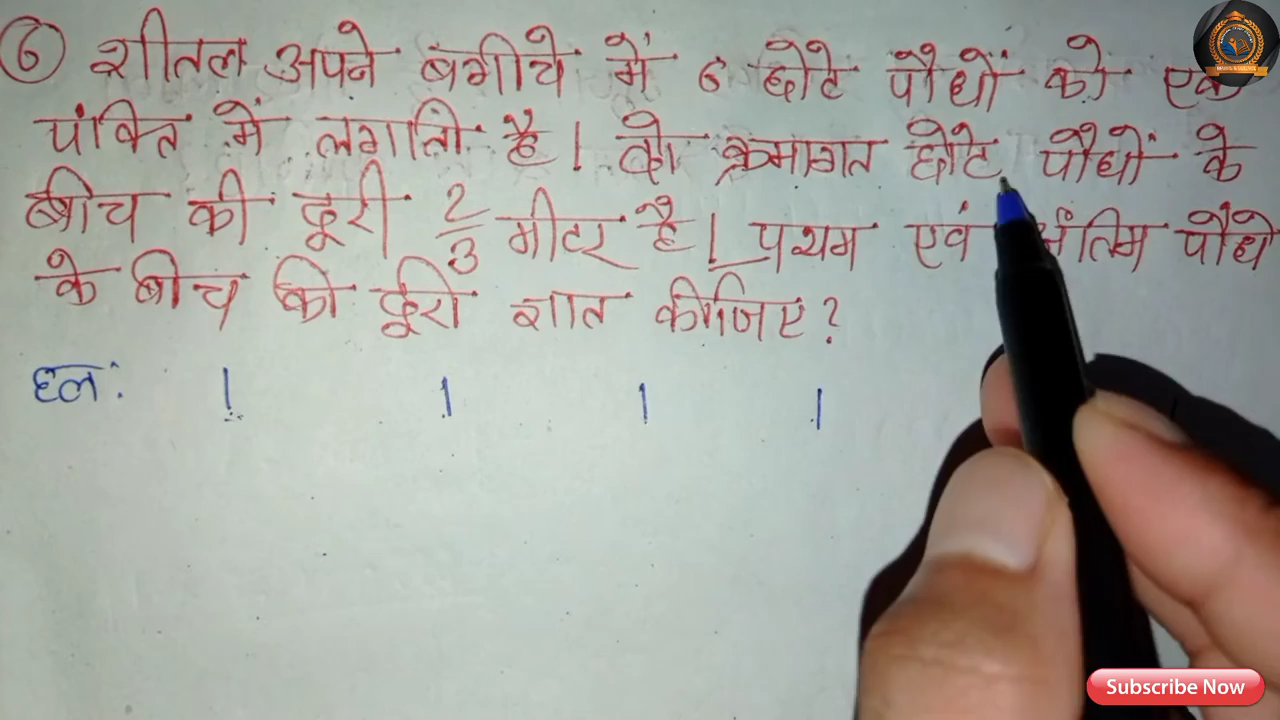 ⑥ शीतल अपने बगीचे में 6 छोटे पौधों को एक
पंक्ति में लगाती है। दो क्रमागत छोटे पौधों के
बीच की दूरी 2/3 मीटर है। प्रथम एवं अंतिम पौधे
के बीच की दूरी ज्ञात कीजिए?
हल:
Subscribe Now